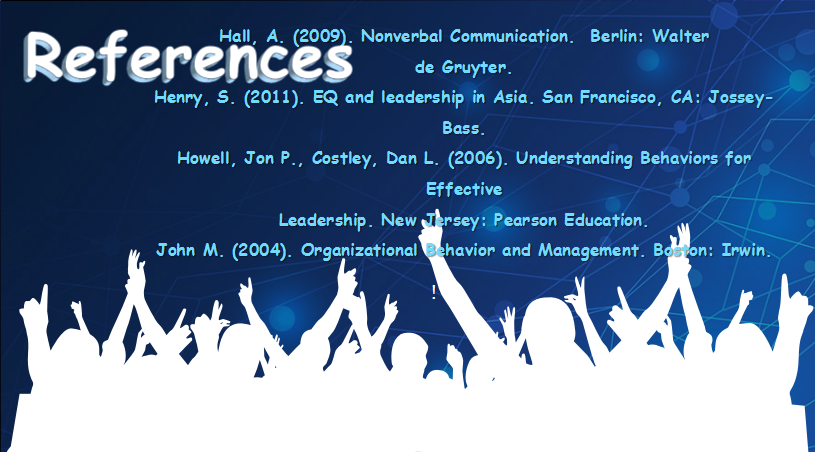 References
Hall, A. (2009). Nonverbal Communication. Berlin: Walter
de Gruyter.
Henry, S. (2011). EQ and leadership in Asia. San Francisco, CA: Jossey-
Bass.
Howell, Jon P., Costley, Dan L. (2006). Understanding Behaviors for
Effective
Leadership. New Jersey: Pearson Education.
John M. (2004). Organizational Behavior and Management. Boston: Irwin.
!